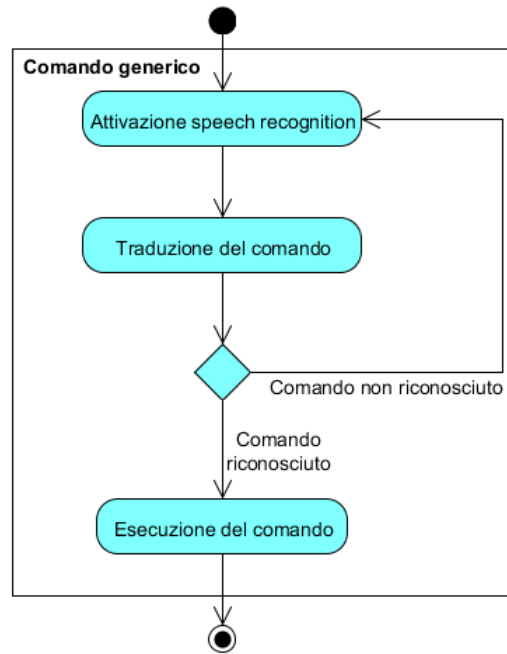 Comando generico
Attivazione speech recognition
Traduzione del comando
Comando non riconosciuto
Comando
riconosciuto
Esecuzione del comando